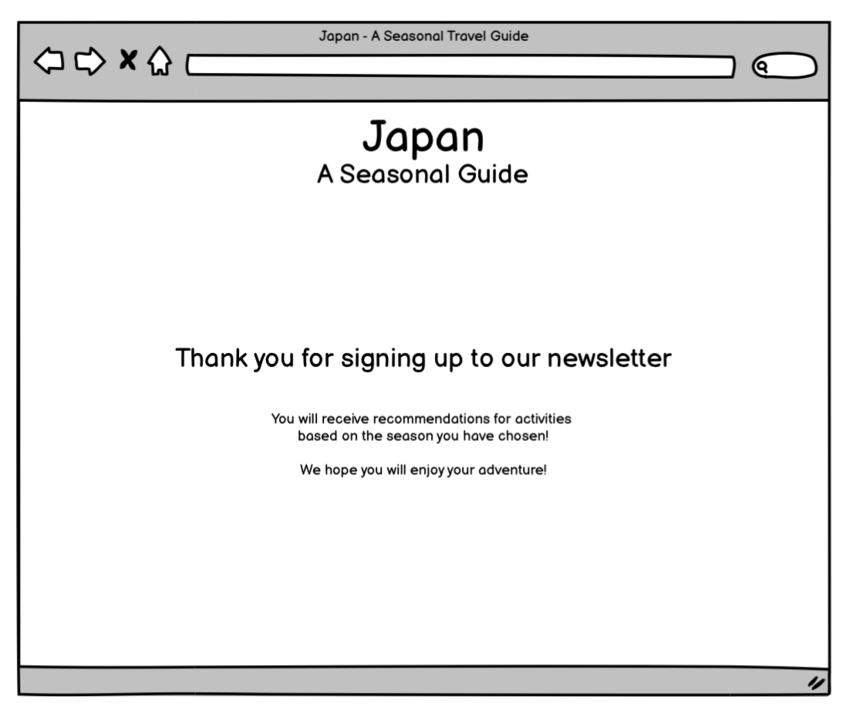 Japan - A Seasonal Travel Guide
Japan
A Seasonal Guide
Thank you for signing up to our newsletter
You will receive recommendations for activities
based on the season you have chosen!
We hope you will enjoy your adventure!